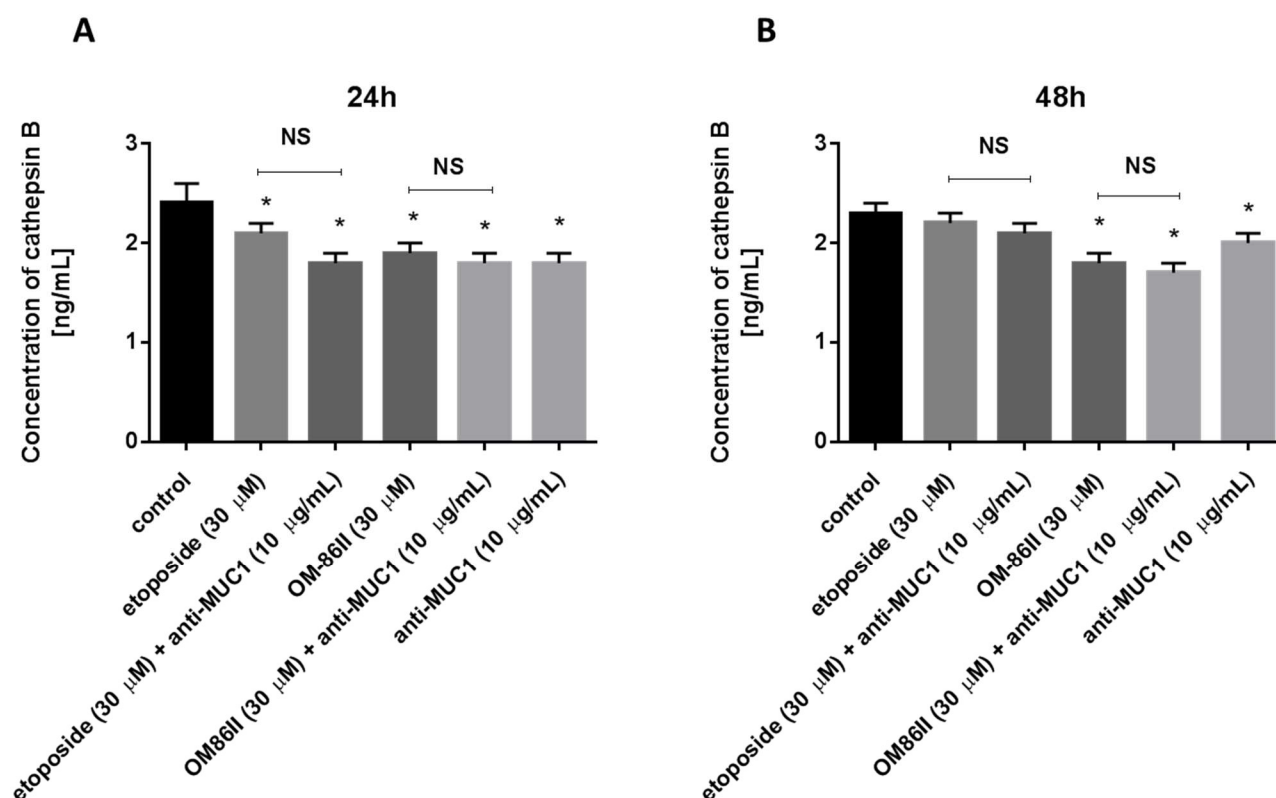 A
24h
Concentration of cathepsin B
[ng/mL]
3
2
1
0
NS
NS
*
*
*
*
*
control
etoposide (30 μM)
etoposide (30 μM) + anti-MUC1 (10 μg/mL)
OM-86II (30 μM)
OM86II (30 μM) + anti-MUC1 (10 μg/mL)
anti-MUC1 (10 μg/mL)
B
48h
Concentration of cathepsin B
[ng/mL]
3
2
1
0
NS
NS
*
*
*
control
etoposide (30 μM)
etoposide (30 μM) + anti-MUC1 (10 μg/mL)
OM-86II (30 μM)
OM86II (30 μM) + anti-MUC1 (10 μg/mL)
anti-MUC1 (10 μg/mL)